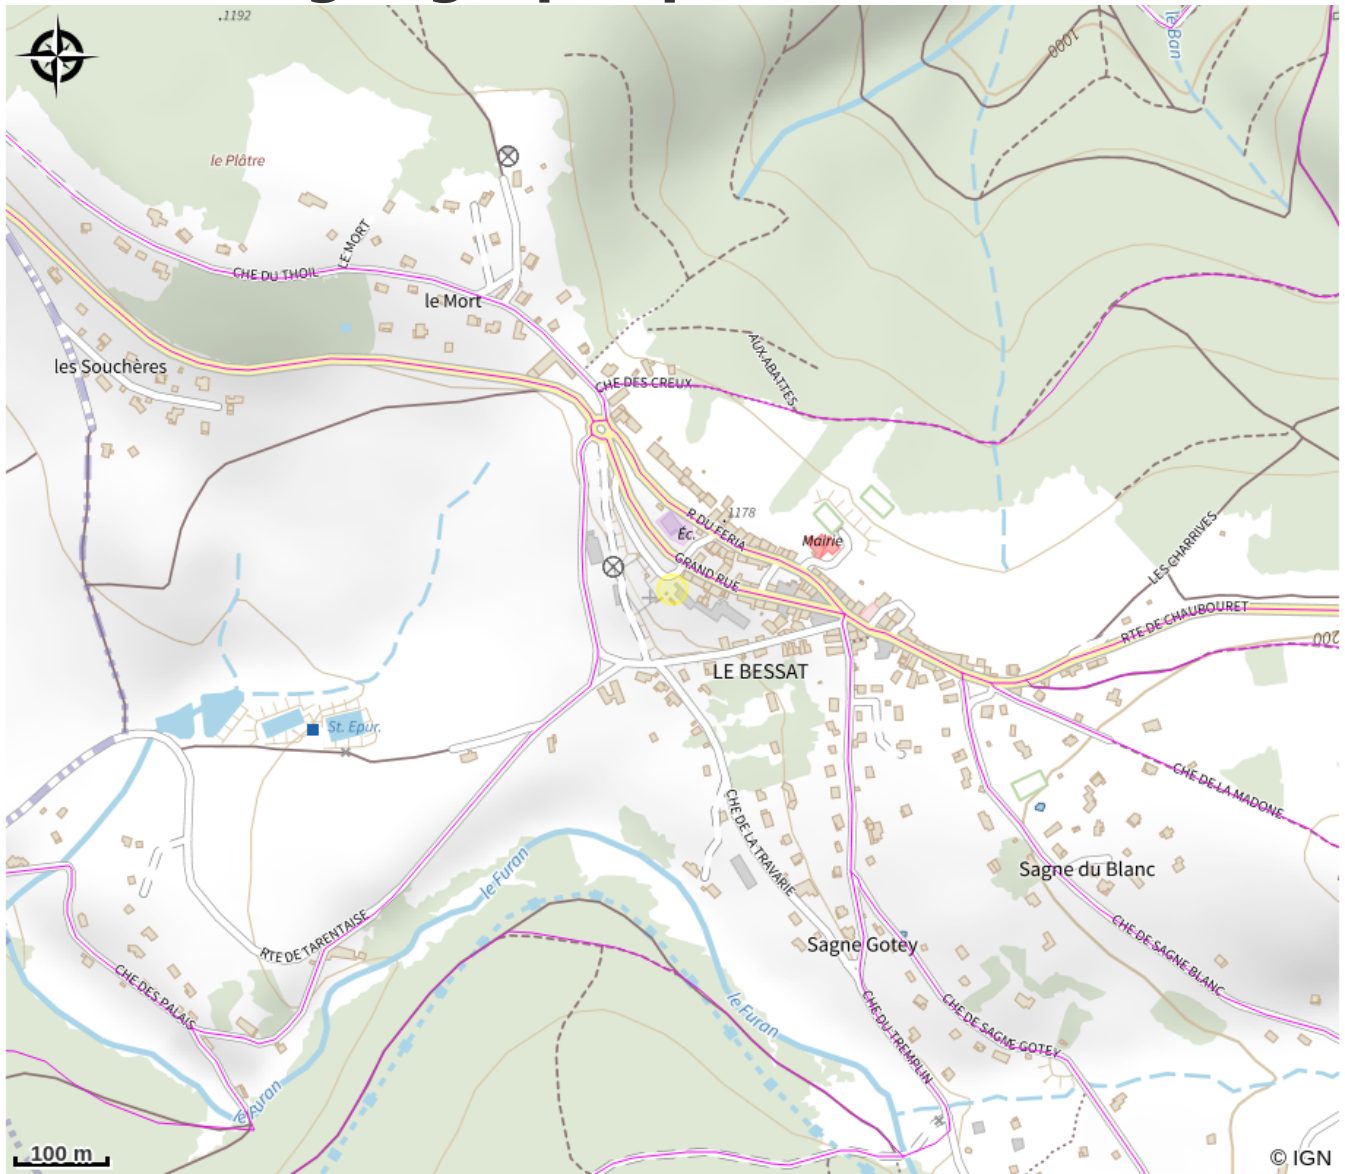 .1192
le Ban
1000
le Plâtre
LE MORT
CHE DU THOIL
le Mort
les Souchères
CHE DES CREUX
AUX ABATTES
R DU FERIA
1178
Éc.
Mairie
GRAND RUE
LES CHARRIVES
RTE DE CHAUBOURET
LE BESSAT
St. Epur.
CHE DE LA MADONE
CHE DE LA TRAVARIE
le Furan
Sagne du Blanc
RTE DE TARENTAISE
Sagne Gotey
CHE DE SAGNE BLANC
CHE DES PALAIS
le Furan
CHE DU TREMPLIN
CHE DE SAGNE GOTEY
le Furan
100 m
© IGN